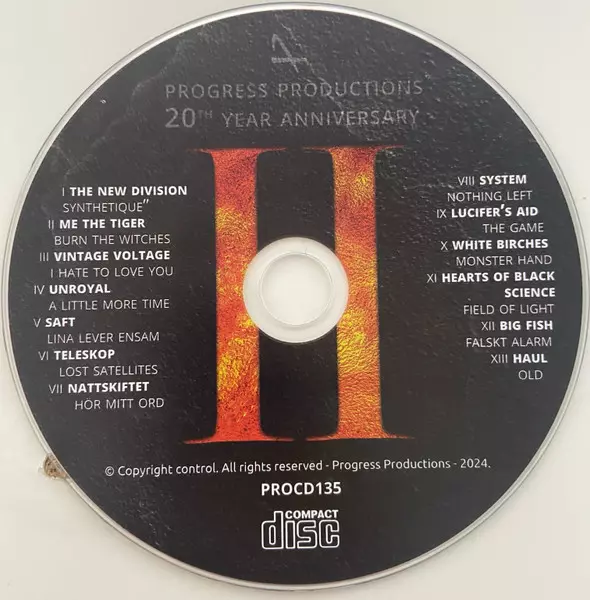 PROGRESS PRODUCTIONS
20TH YEAR ANNIVERSARY
II
I THE NEW DIVISION
SYNTHETIQUE”
II ME THE TIGER
BURN THE WITCHES
III VINTAGE VOLTAGE
I HATE TO LOVE YOU
IV UNROYAL
A LITTLE MORE TIME
V SAFT
LINA LEVER ENSAM
VI TELESKOP
LOST SATELLITES
VII NATTSKIFTET
HÖR MITT ORD
VIII SYSTEM
NOTHING LEFT
IX LUCIFER’S AID
THE GAME
X WHITE BIRCHES
MONSTER HAND
XI HEARTS OF BLACK
SCIENCE
FIELD OF LIGHT
XII BIG FISH
FALSKT ALARM
XIII HAUL
OLD
© Copyright control. All rights reserved - Progress Productions - 2024.
PROCD135
COMPACT
disc